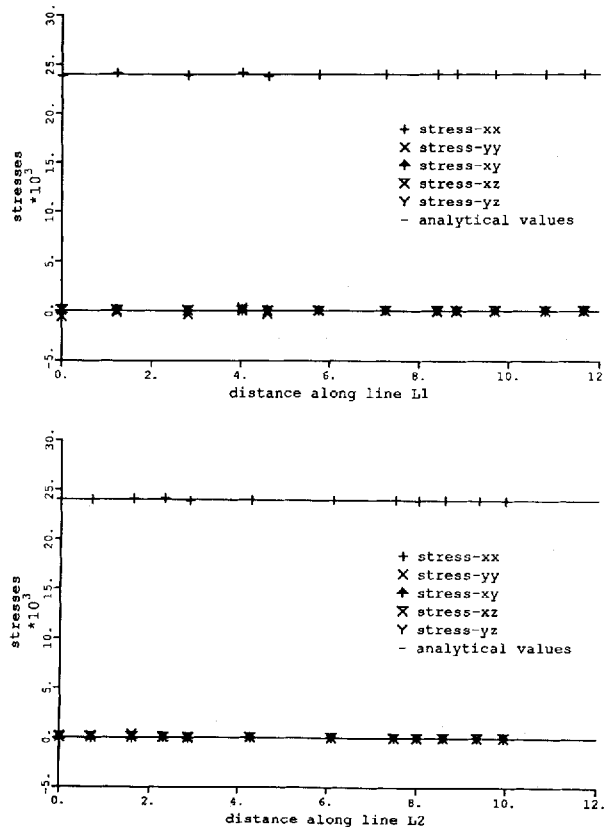 30.
25.
20.
15.
10.
5.
0.
-5.
stresses
*10³
+ stress-xx
× stress-yy
stress-xy
stress-xz
Y stress-yz
- analytical values
0. 2. 4. 6. 8. 10. 12
distance along line L1
30.
25.
20.
15.
10.
5.
0.
-5.
stresses
*10³
+ stress-xx
× stress-yy
stress-xy
stress-xz
Y stress-yz
- analytical values
0. 2. 4. 6. 8. 10. 12
distance along line L2